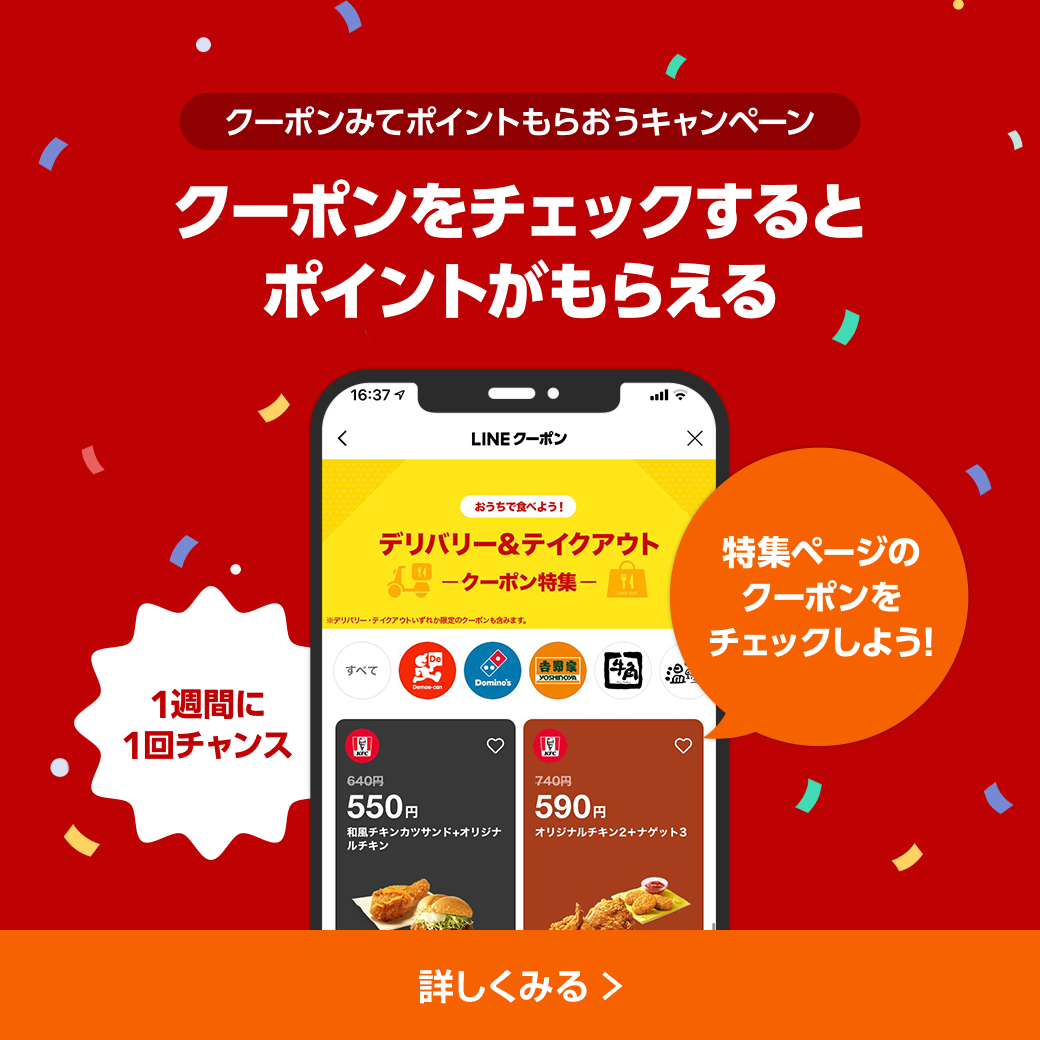 クーポンみてポイントもらおうキャンペーン
クーポンをチェックすると
ポイントがもらえる
16:37
LINEクーポン
おうちで食べよう!
デリバリー&テイクアウト
クーポン特集
※デリバリー・テイクアウトいずれか限定のクーポンも含みます。
特集ページの
クーポンを
チェックしよう!
1週間に
1回チャンス
すべて
De
Demae-can
Domino's
吉野家
YOSHINOYA
牛角
温
KFC
640円
550円
和風チキンカツサンド+オリジナ
ルチキン
KFC
740円
590円
オリジナルチキン2+ナゲット3
詳しくみる >